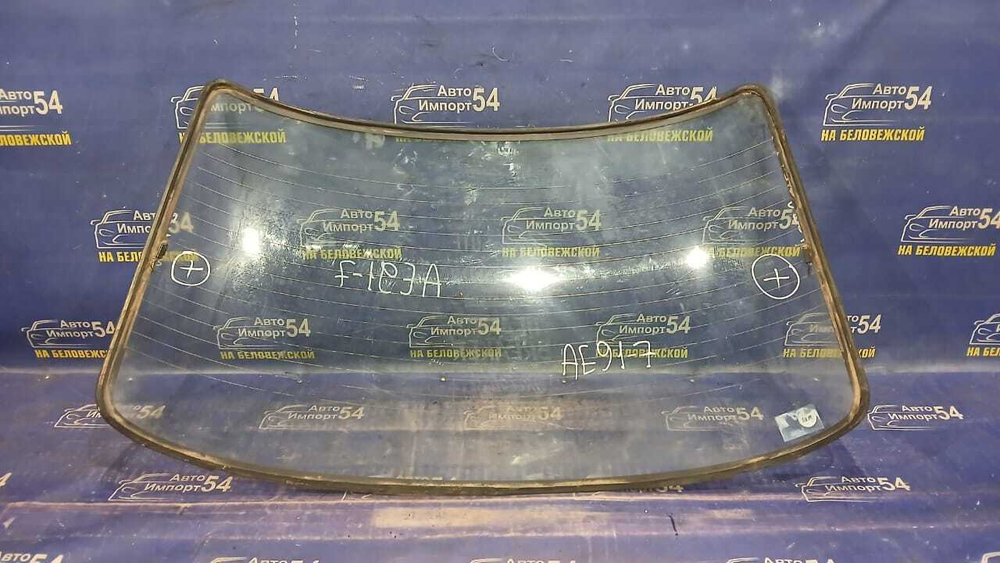 Авто
Импорт54
НА БЕЛОВЕЖСКОЙ
F-183A
AE917